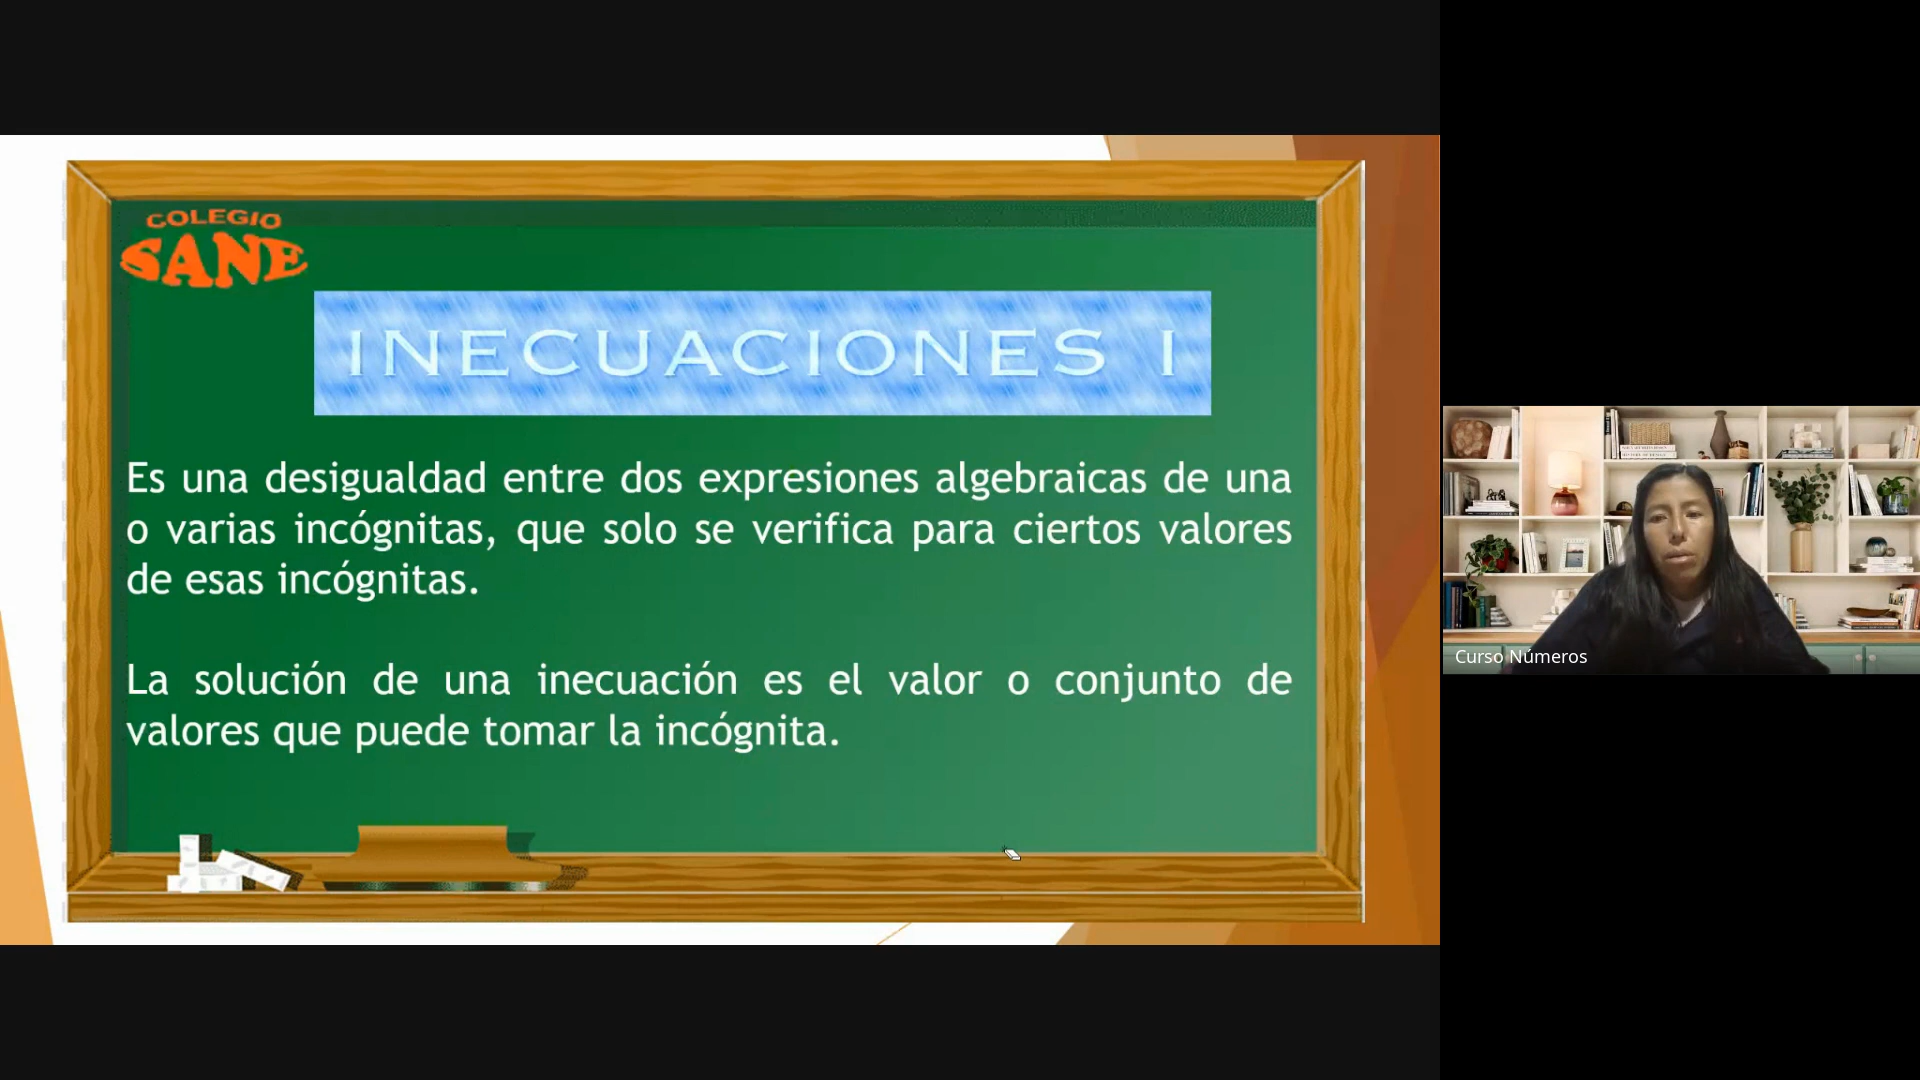 COLEGIO
SANE
INECUACIONES I
Es una desigualdad entre dos expresiones algebraicas de una
o varias incógnitas, que solo se verifica para ciertos valores
de esas incógnitas.
La solución de una inecuación es el valor o conjunto de
valores que puede tomar la incógnita.
Curso Números